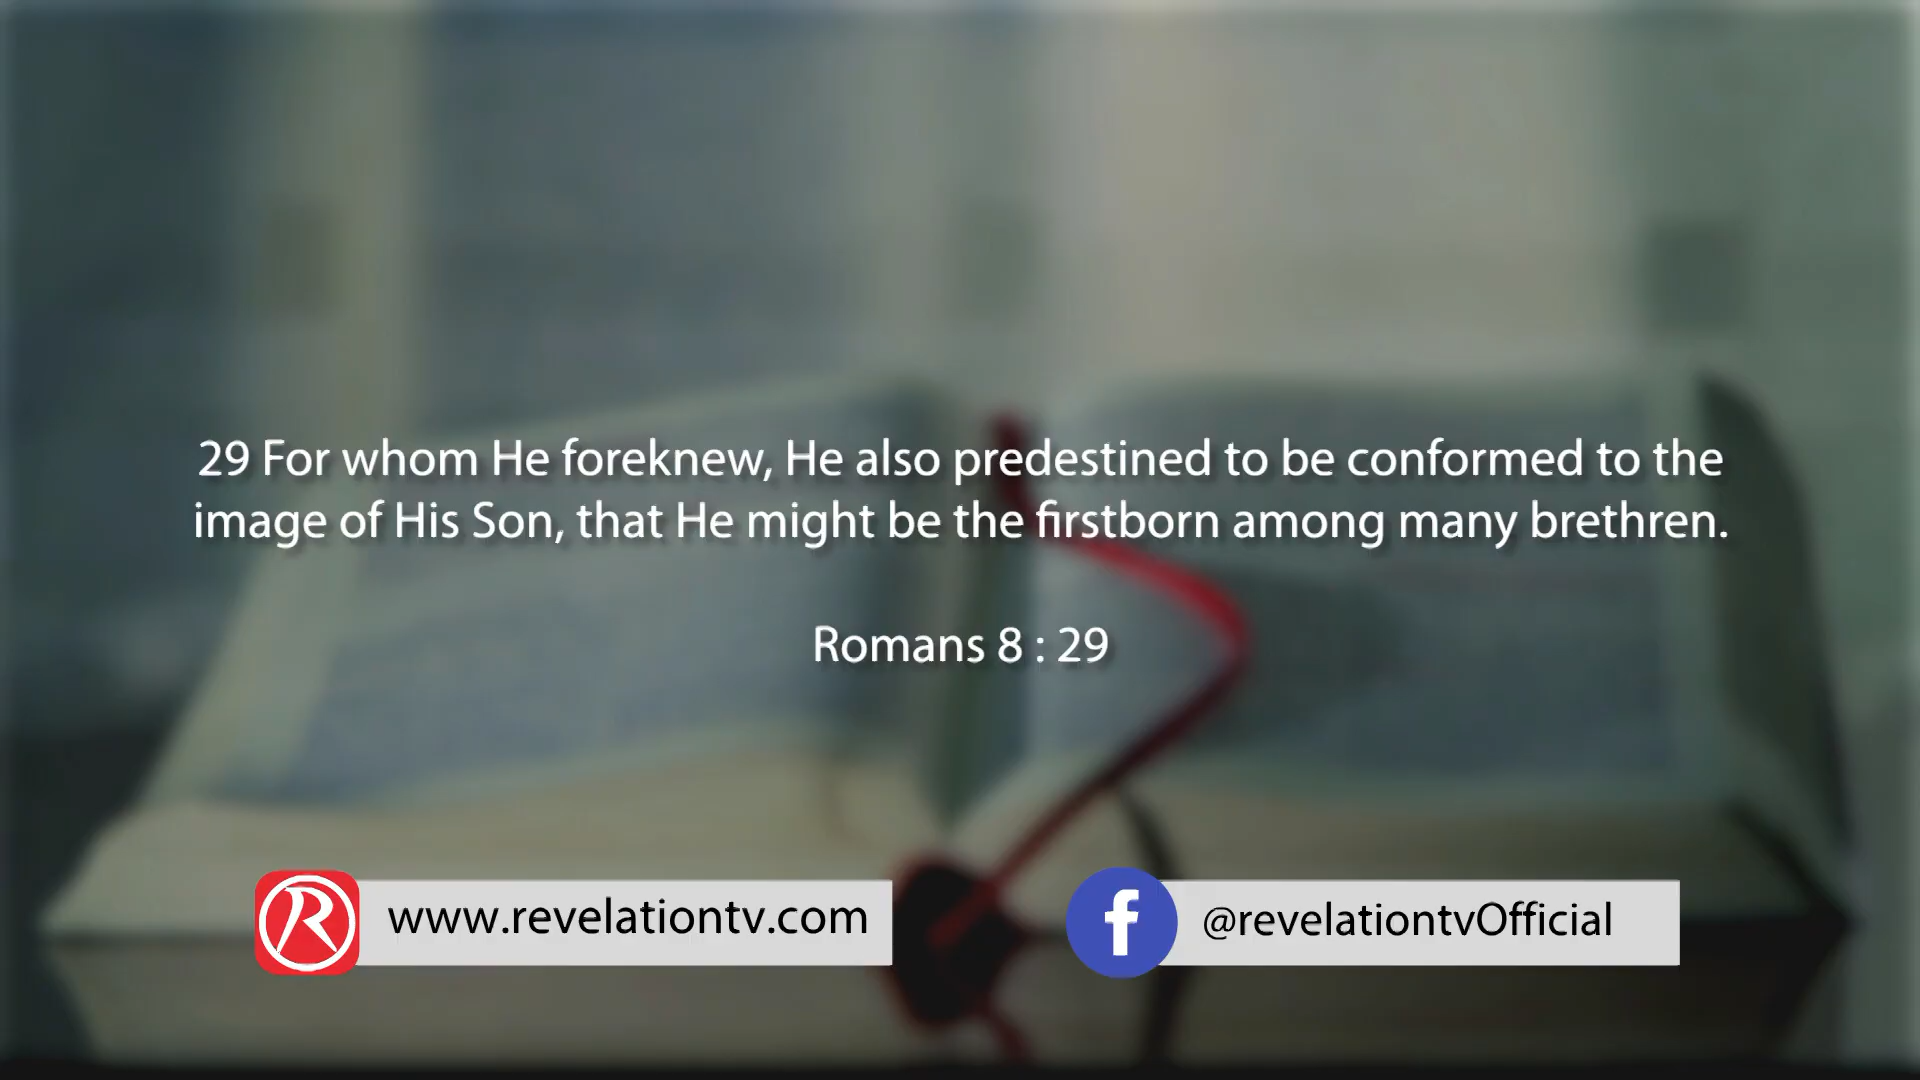 29 For whom He foreknew, He also predestined to be conformed to the
image of His Son, that He might be the firstborn among many brethren.
Romans 8 : 29
www.revelationtv.com
@revelationtvOfficial